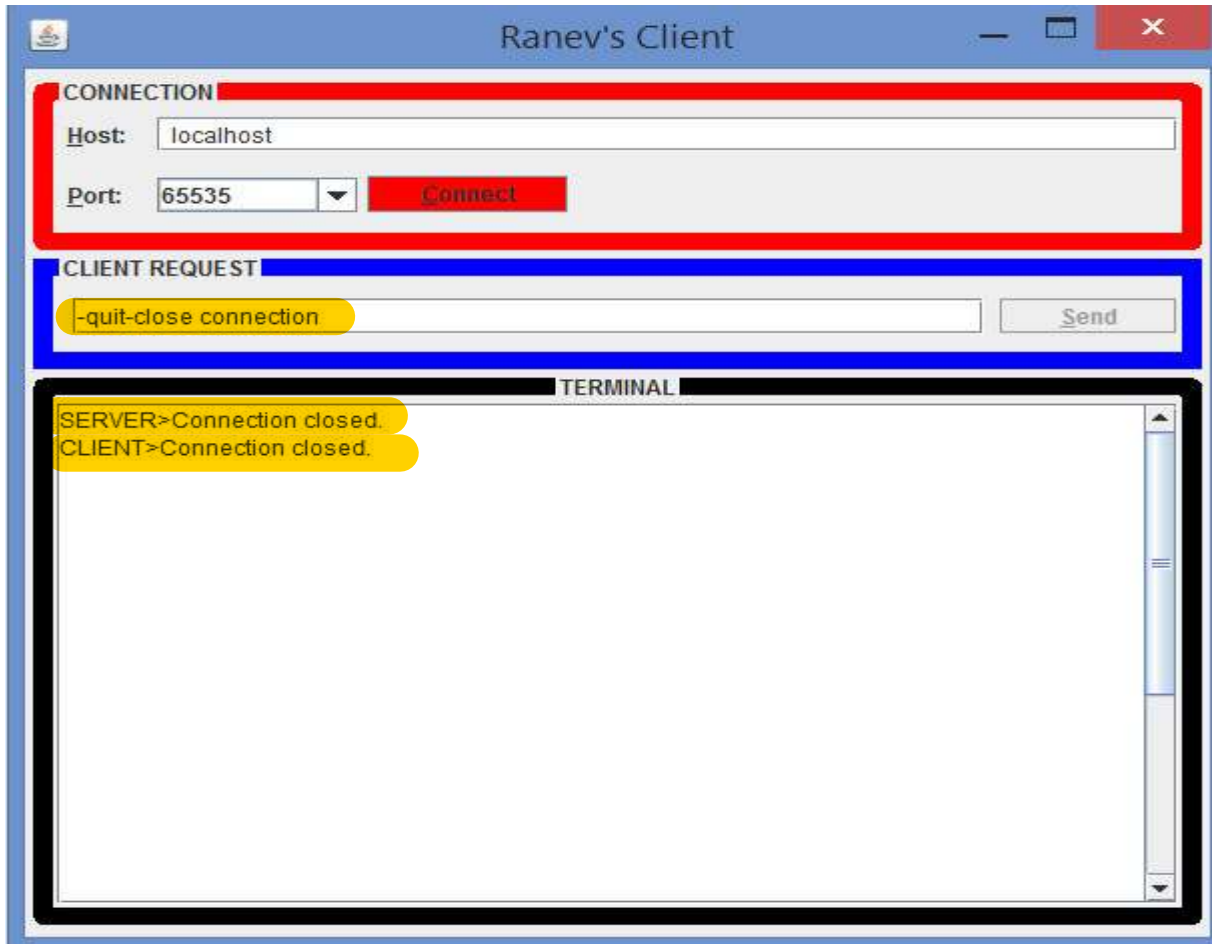 Ranev's Client
CONNECTION
Host: localhost
Port: 65535 Connect
CLIENT REQUEST
-quit-close connection Send
TERMINAL
SERVER>Connection closed.
CLIENT>Connection closed.